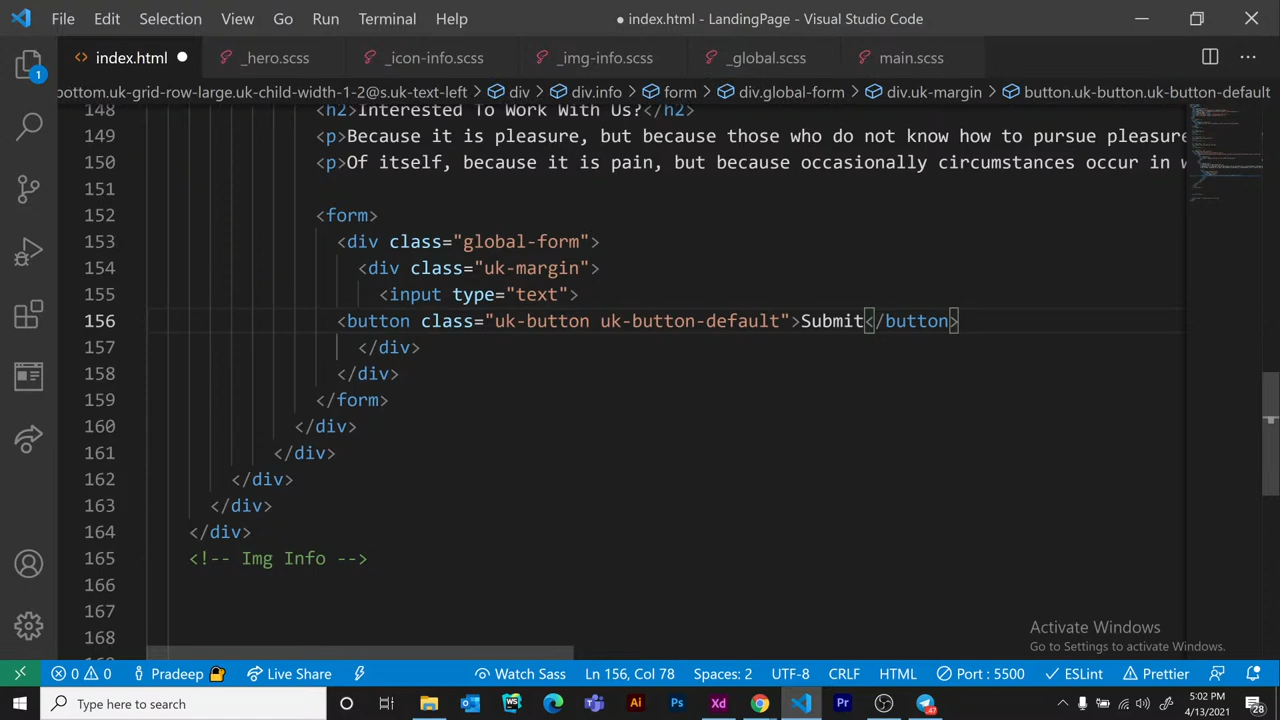 File Edit Selection View Go Run Terminal Help ● index.html - LandingPage - Visual Studio Code
index.html _hero.scss _icon-info.scss _img-info.scss _global.scss main.scss
bottom.uk-grid-row-large.uk-child-width-1-2@s.uk-text-left > div > div.info > form > div.global-form > div.uk-margin > button.uk-button.uk-button-default
1
148 <h2>Interested To Work With Us?</h2>
149 <p>Because it is pleasure, but because those who do not know how to pursue pleasure
150 <p>Of itself, because it is pain, but because occasionally circumstances occur in w
151
152 <form>
153 <div class="global-form">
154 <div class="uk-margin">
155 <input type="text">
156 <button class="uk-button uk-button-default">Submit</button>
157 </div>
158 </div>
159 </form>
160 </div>
161 </div>
162 </div>
163 </div>
164 </div>
165 <!-- Img Info -->
166
167
168
Activate Windows
Go to Settings to activate Windows.
0 0 Pradeep Live Share Watch Sass Ln 156, Col 78 Spaces: 2 UTF-8 CRLF HTML Port : 5500 ESLint Prettier
Type here to search
Ai Ps Xd Pr 47
5:02 PM
4/13/2021
28